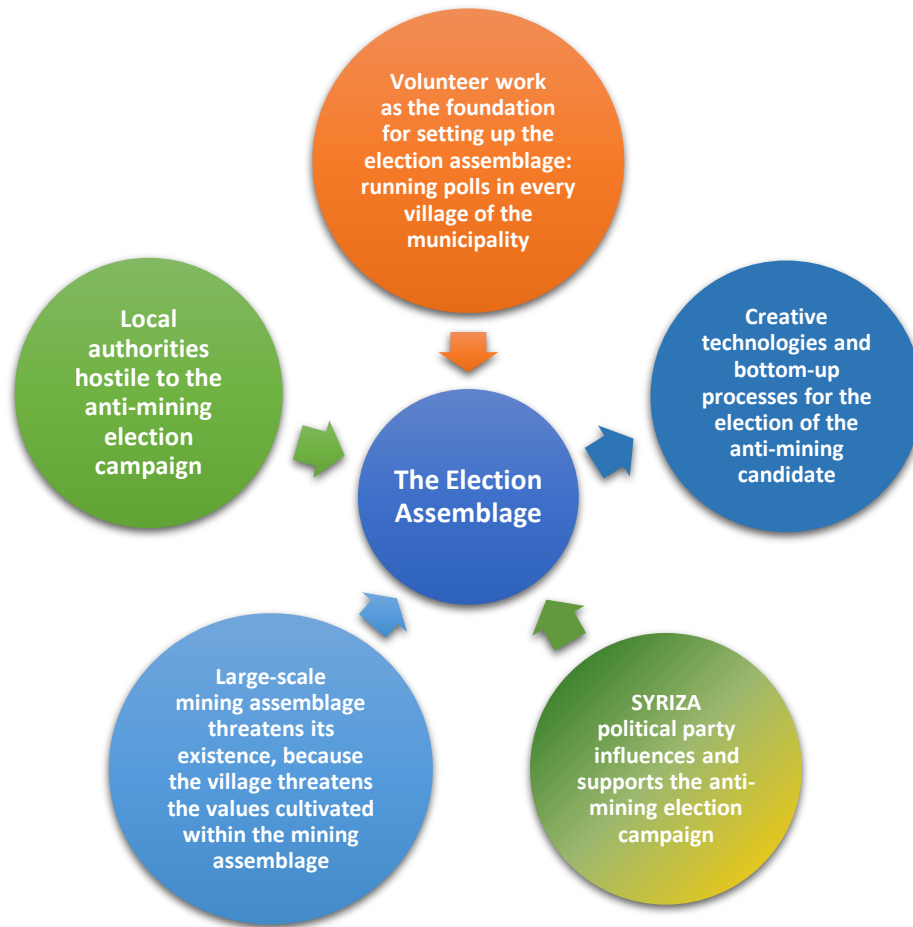 Volunteer work
as the foundation
for setting up the
election assemblage:
running polls in every
village of the
municipality
Local
authorities
hostile to the
anti-mining
election
campaign
Creative
technologies and
bottom-up
processes for the
election of the
anti-mining
candidate
The Election
Assemblage
Large-scale
mining assemblage
threatens its
existence, because
the village threatens
the values cultivated
within the mining
assemblage
SYRIZA
political party
influences and
supports the anti-
mining election
campaign